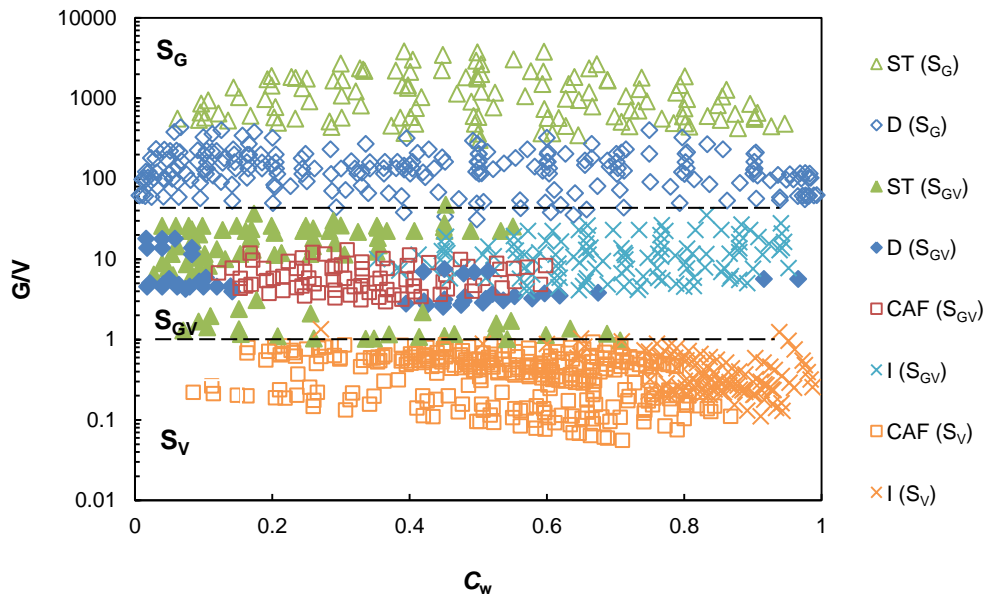 10000
1000
100
10
1
0.1
0.01
G/V
S_G
S_GV
S_V
0 0.2 0.4 0.6 0.8 1
C_w
ST (S_G)
D (S_G)
ST (S_GV)
D (S_GV)
CAF (S_GV)
I (S_GV)
CAF (S_V)
I (S_V)